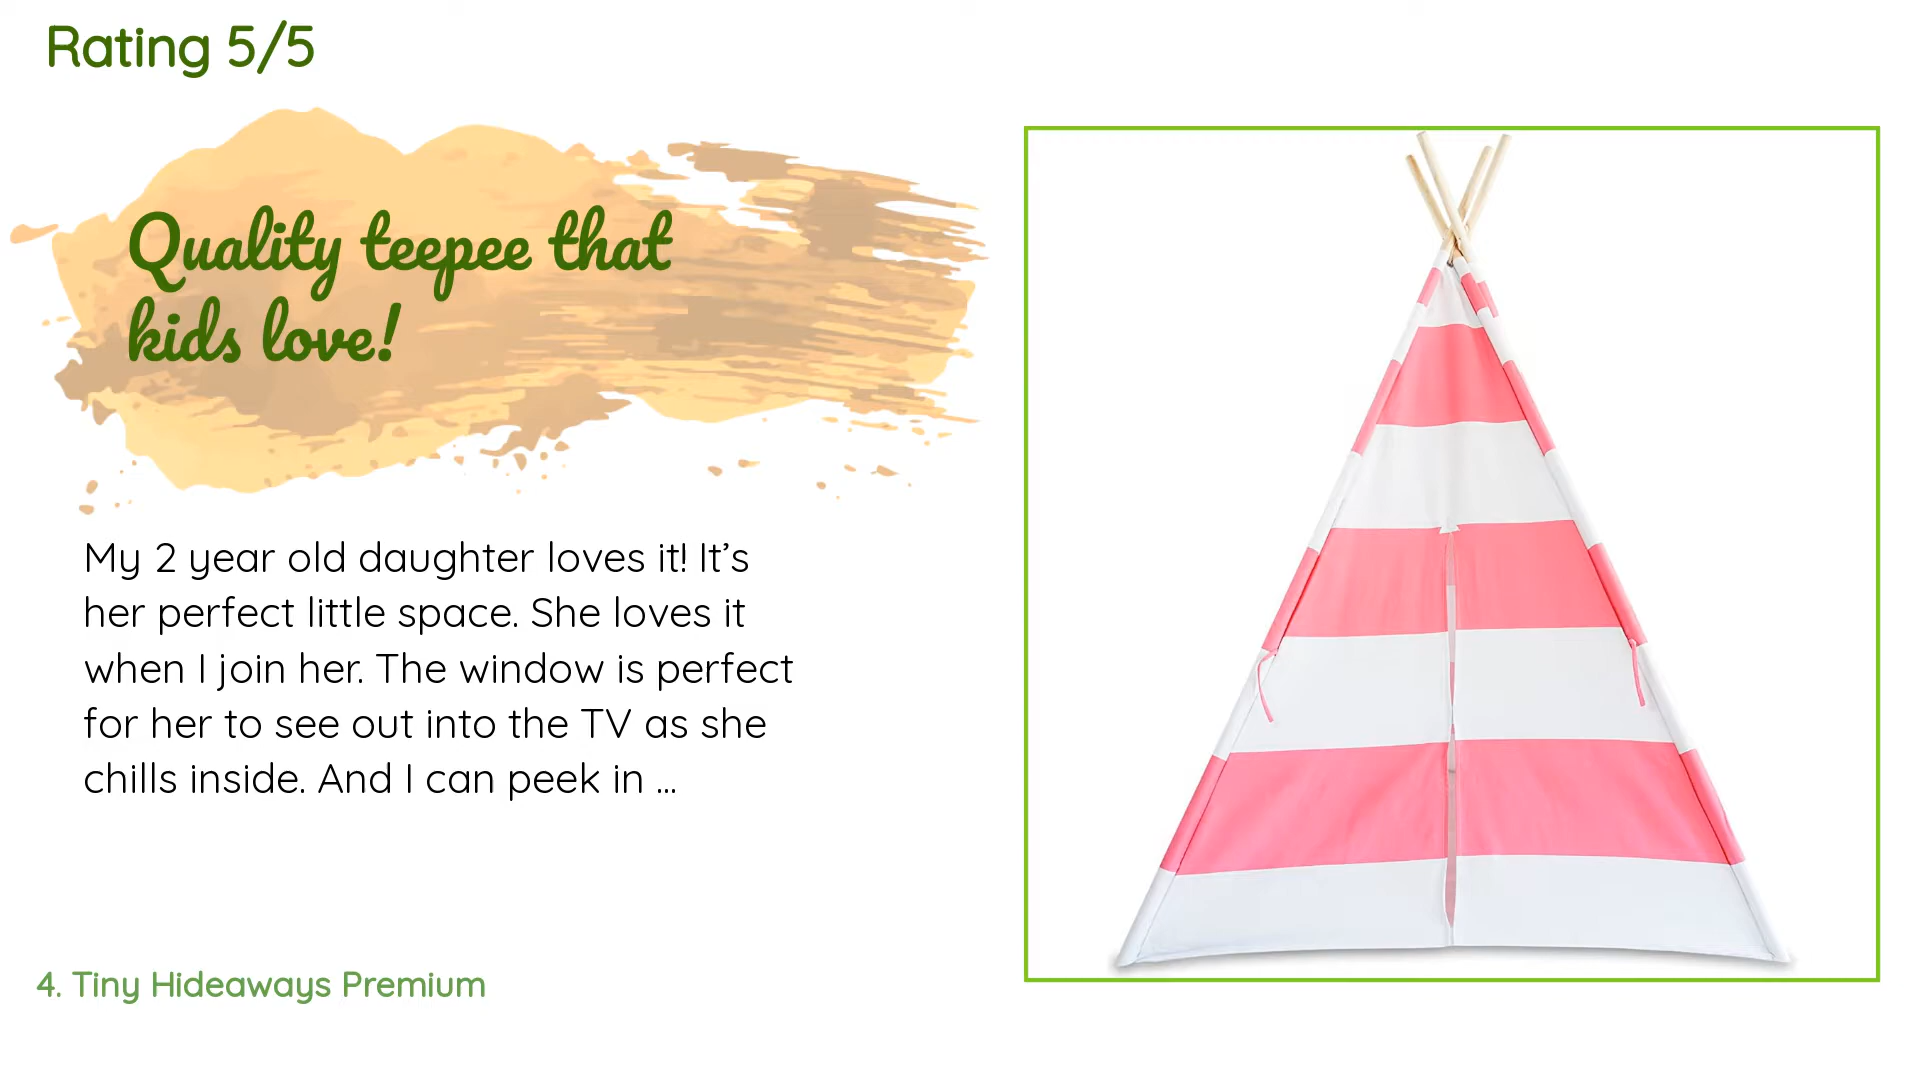 Rating 5/5
Quality teepee that
kids love!
My 2 year old daughter loves it! It’s
her perfect little space. She loves it
when I join her. The window is perfect
for her to see out into the TV as she
chills inside. And I can peek in ...
4. Tiny Hideaways Premium